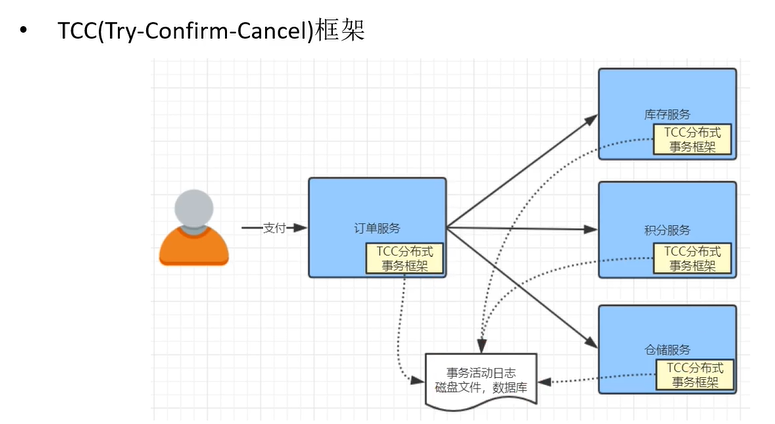 • TCC(Try-Confirm-Cancel)框架
库存服务
TCC分布式
事务框架
支付
订单服务
TCC分布式
事务框架
积分服务
TCC分布式
事务框架
仓储服务
TCC分布式
事务框架
事务活动日志
磁盘文件，数据库